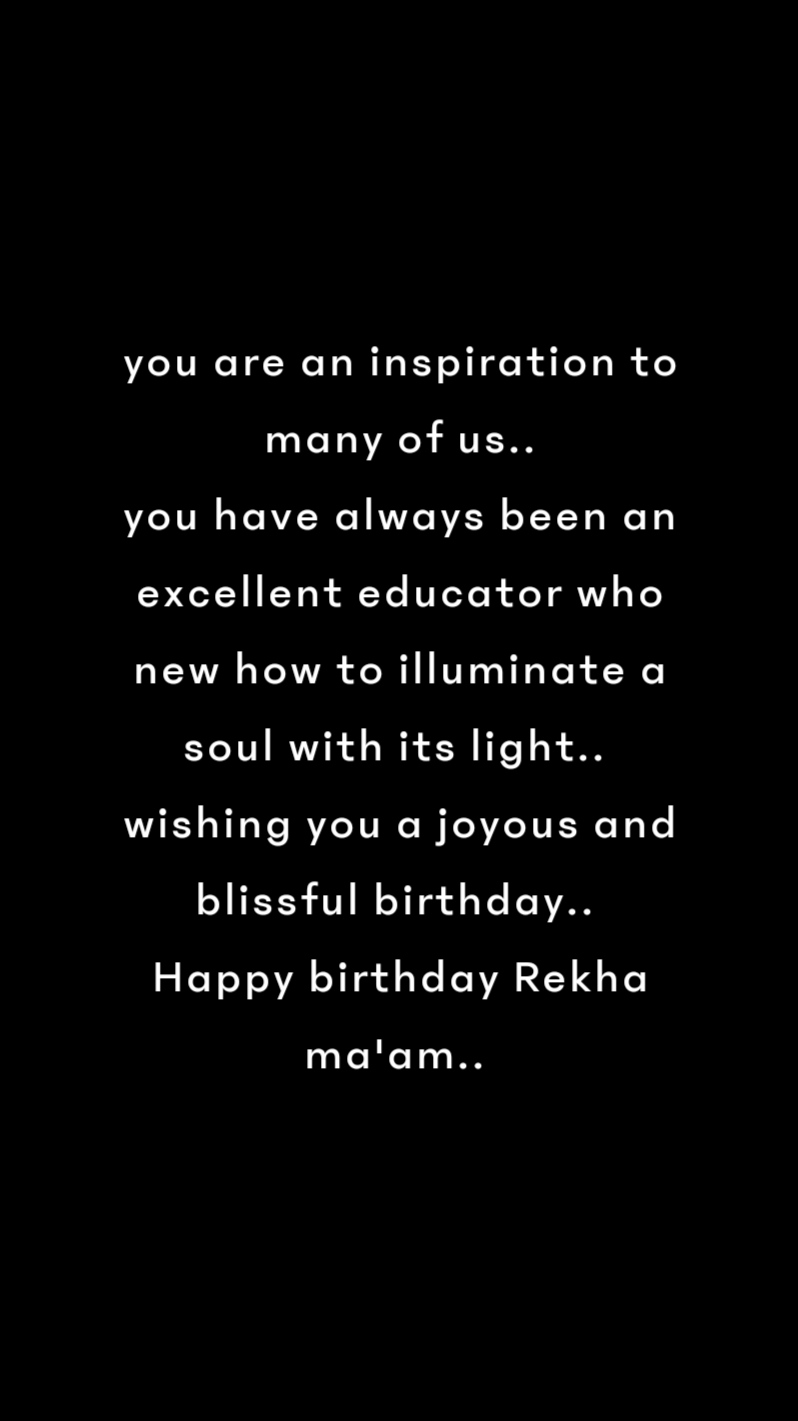 you are an inspiration to
many of us..
you have always been an
excellent educator who
new how to illuminate a
soul with its light..
wishing you a joyous and
blissful birthday..
Happy birthday Rekha
ma'am..